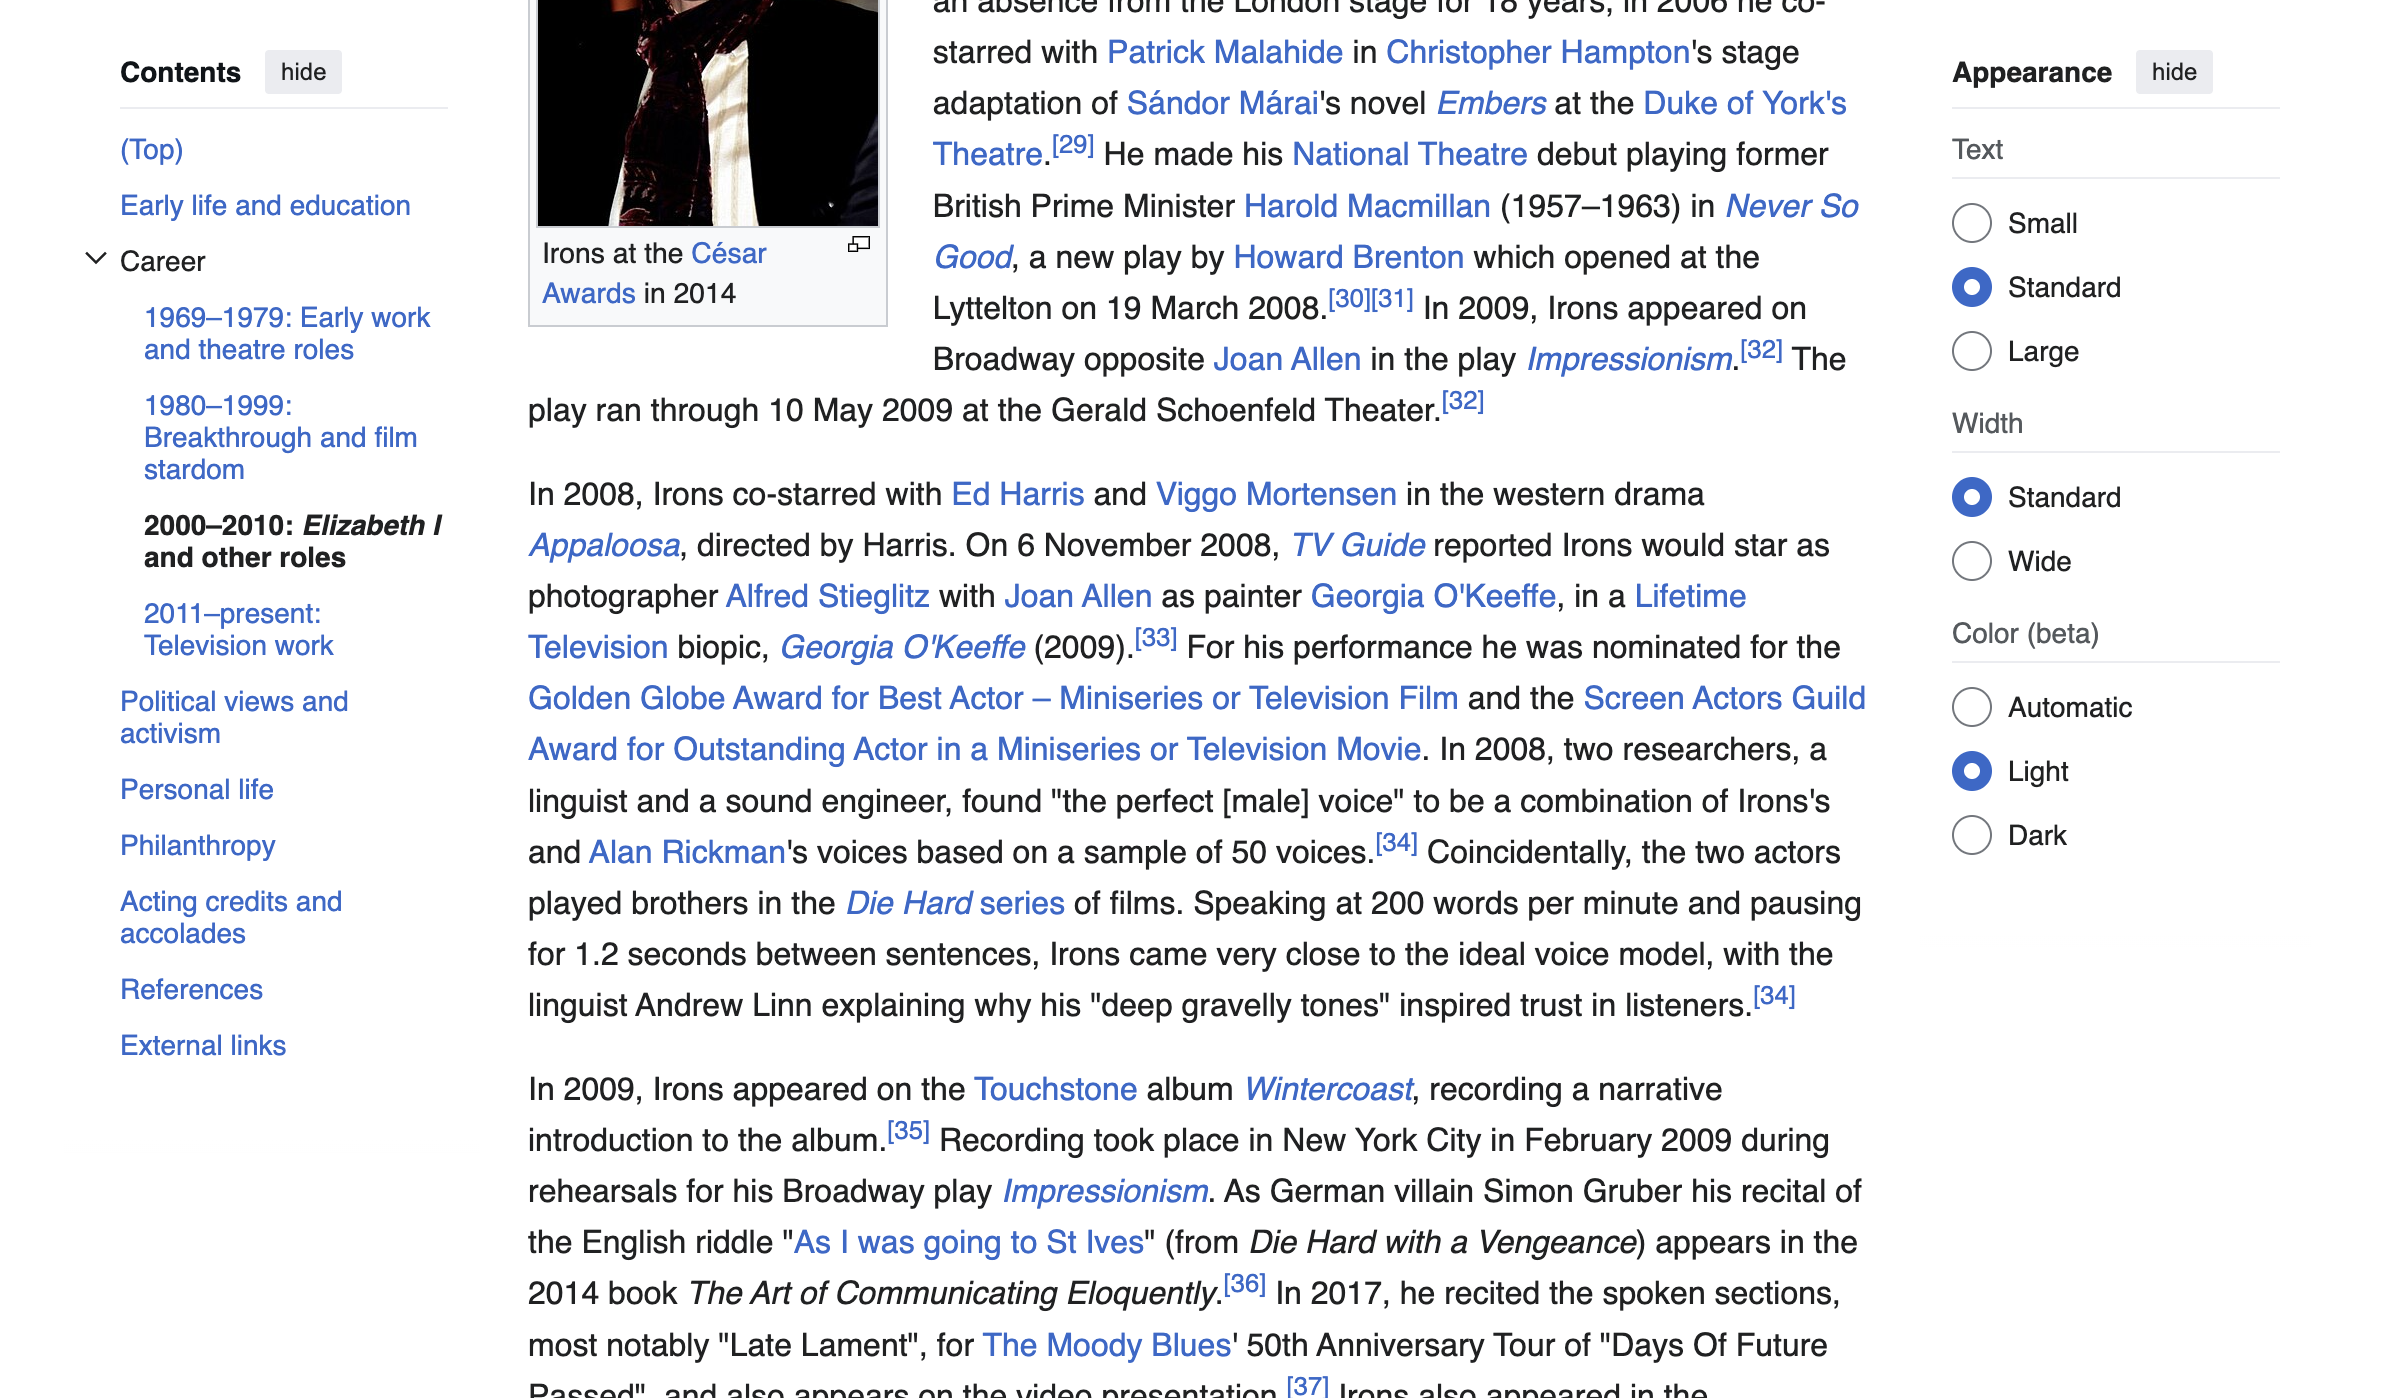 Contents hide
(Top)
Early life and education
Career
1969–1979: Early work
and theatre roles
1980–1999:
Breakthrough and film
stardom
2000–2010: Elizabeth I
and other roles
2011–present:
Television work
Political views and
activism
Personal life
Philanthropy
Acting credits and
accolades
References
External links
Irons at the César
Awards in 2014
an absence from the London stage for 18 years, in 2006 he co-
starred with Patrick Malahide in Christopher Hampton's stage
adaptation of Sándor Márai's novel Embers at the Duke of York's
Theatre.[29] He made his National Theatre debut playing former
British Prime Minister Harold Macmillan (1957–1963) in Never So
Good, a new play by Howard Brenton which opened at the
Lyttelton on 19 March 2008.[30][31] In 2009, Irons appeared on
Broadway opposite Joan Allen in the play Impressionism.[32] The
play ran through 10 May 2009 at the Gerald Schoenfeld Theater.[32]
In 2008, Irons co-starred with Ed Harris and Viggo Mortensen in the western drama
Appaloosa, directed by Harris. On 6 November 2008, TV Guide reported Irons would star as
photographer Alfred Stieglitz with Joan Allen as painter Georgia O'Keeffe, in a Lifetime
Television biopic, Georgia O'Keeffe (2009).[33] For his performance he was nominated for the
Golden Globe Award for Best Actor – Miniseries or Television Film and the Screen Actors Guild
Award for Outstanding Actor in a Miniseries or Television Movie. In 2008, two researchers, a
linguist and a sound engineer, found "the perfect [male] voice" to be a combination of Irons's
and Alan Rickman's voices based on a sample of 50 voices.[34] Coincidentally, the two actors
played brothers in the Die Hard series of films. Speaking at 200 words per minute and pausing
for 1.2 seconds between sentences, Irons came very close to the ideal voice model, with the
linguist Andrew Linn explaining why his "deep gravelly tones" inspired trust in listeners.[34]
In 2009, Irons appeared on the Touchstone album Wintercoast, recording a narrative
introduction to the album.[35] Recording took place in New York City in February 2009 during
rehearsals for his Broadway play Impressionism. As German villain Simon Gruber his recital of
the English riddle "As I was going to St Ives" (from Die Hard with a Vengeance) appears in the
2014 book The Art of Communicating Eloquently.[36] In 2017, he recited the spoken sections,
most notably "Late Lament", for The Moody Blues' 50th Anniversary Tour of "Days Of Future
Passed", and also appears on the video presentation.[37] Irons also appeared in the
Appearance hide
Text
Small
Standard
Large
Width
Standard
Wide
Color (beta)
Automatic
Light
Dark